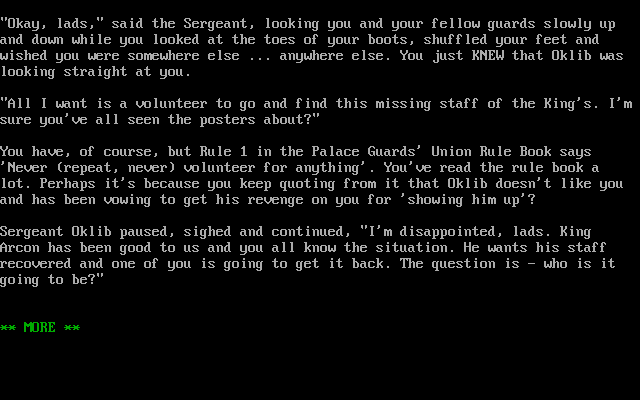 "Okay, lads," said the Sergeant, looking you and your fellow guards slowly up
and down while you looked at the toes of your boots, shuffled your feet and
wished you were somewhere else ... anywhere else. You just KNEW that Oklib was
looking straight at you.
"All I want is a volunteer to go and find this missing staff of the King's. I'm
sure you've all seen the posters about?"
You have, of course, but Rule 1 in the Palace Guards' Union Rule Book says
'Never (repeat, never) volunteer for anything'. You've read the rule book a
lot. Perhaps it's because you keep quoting from it that Oklib doesn't like you
and has been vowing to get his revenge on you for 'showing him up'?
Sergeant Oklib paused, sighed and continued, "I'm disappointed, lads. King
Arcon has been good to us and you all know the situation. He wants his staff
recovered and one of you is going to get it back. The question is - who is it
going to be?"
** MORE **